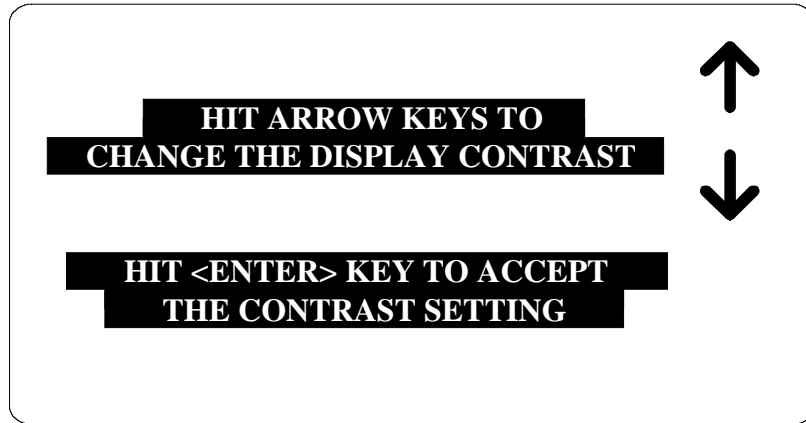 HIT ARROW KEYS TO
CHANGE THE DISPLAY CONTRAST
HIT <ENTER> KEY TO ACCEPT
THE CONTRAST SETTING